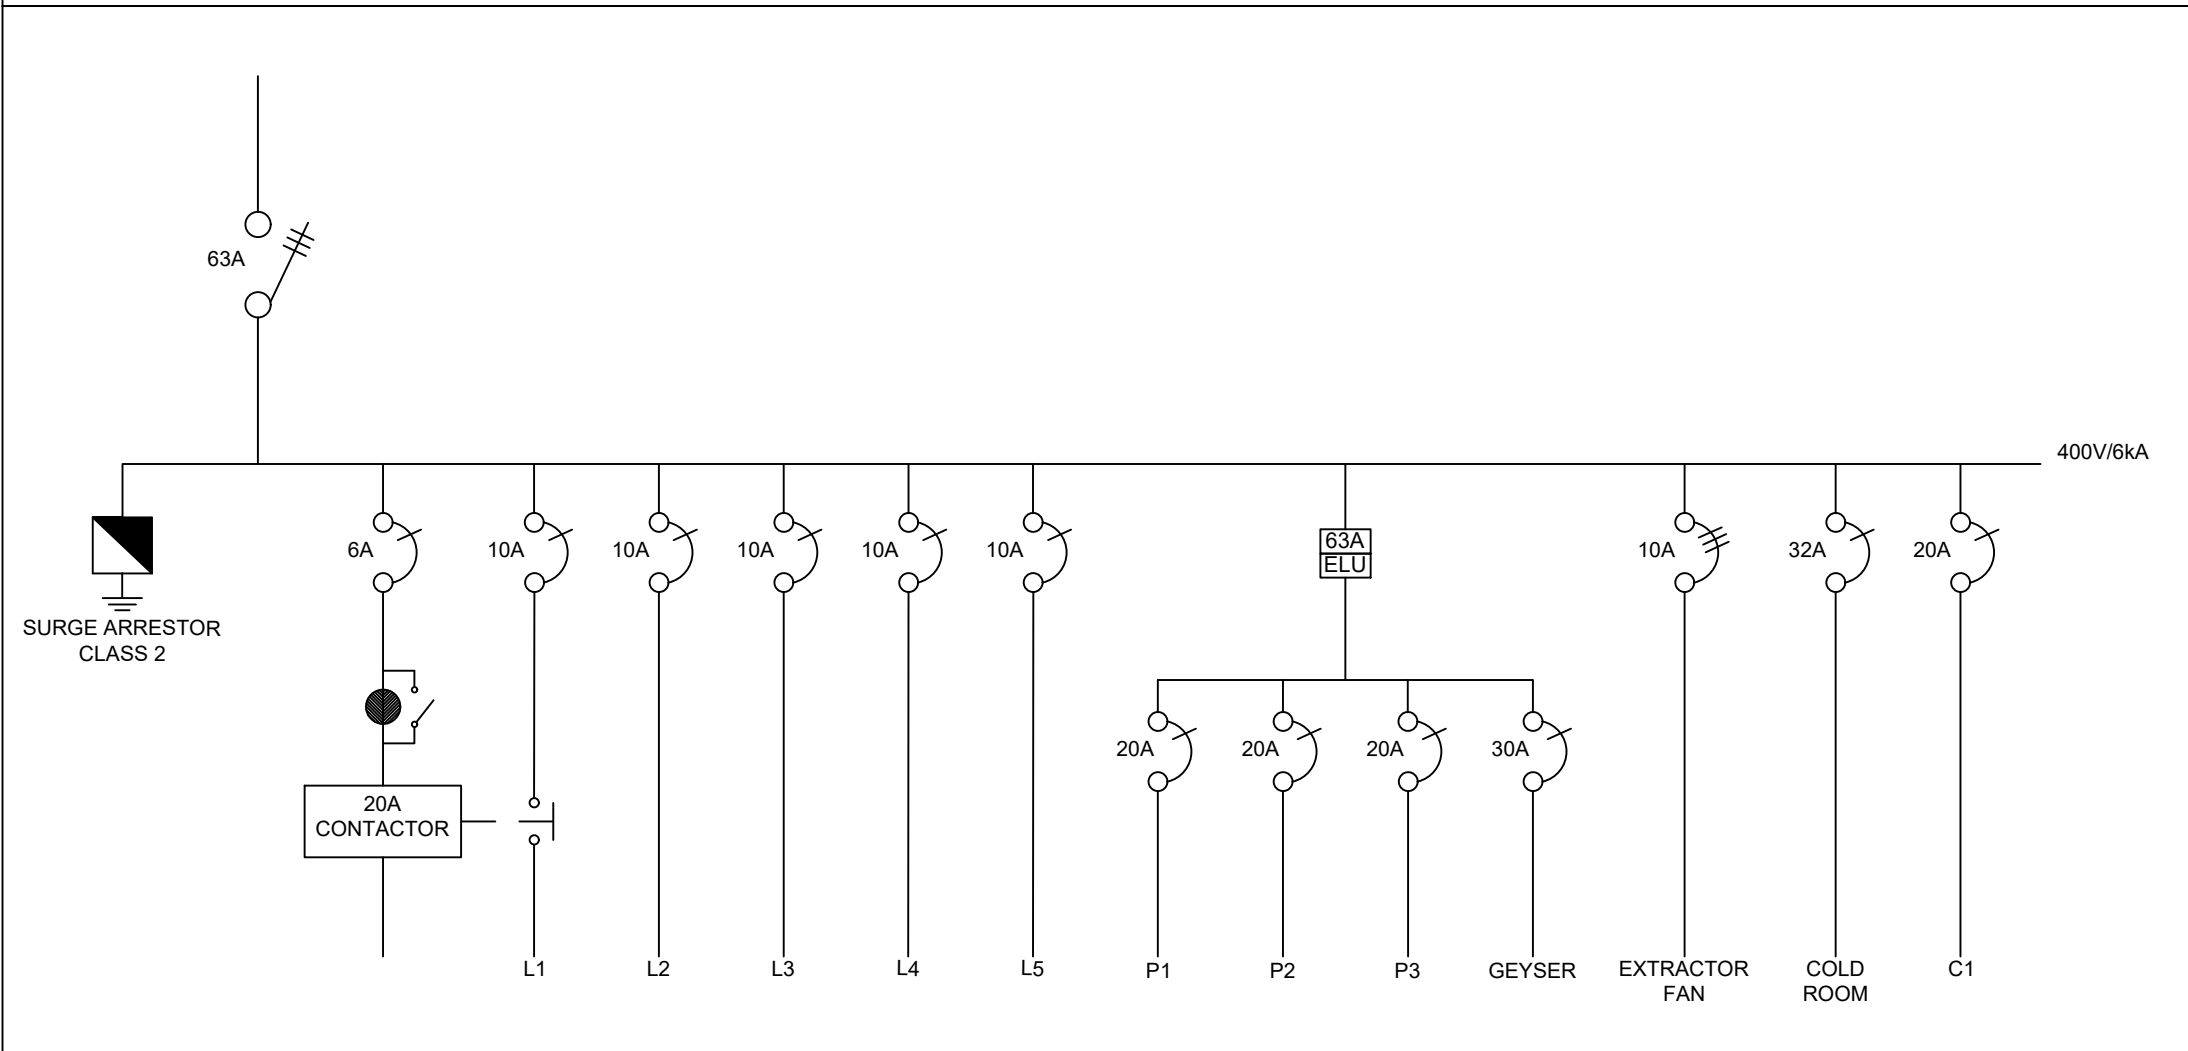 63A
400V/6kA
6A
10A
10A
10A
10A
10A
63A
ELU
10A
32A
20A
SURGE ARRESTOR
CLASS 2
20A
20A
20A
30A
20A
CONTACTOR
L1
L2
L3
L4
L5
P1
P2
P3
GEYSER
EXTRACTOR
FAN
COLD
ROOM
C1